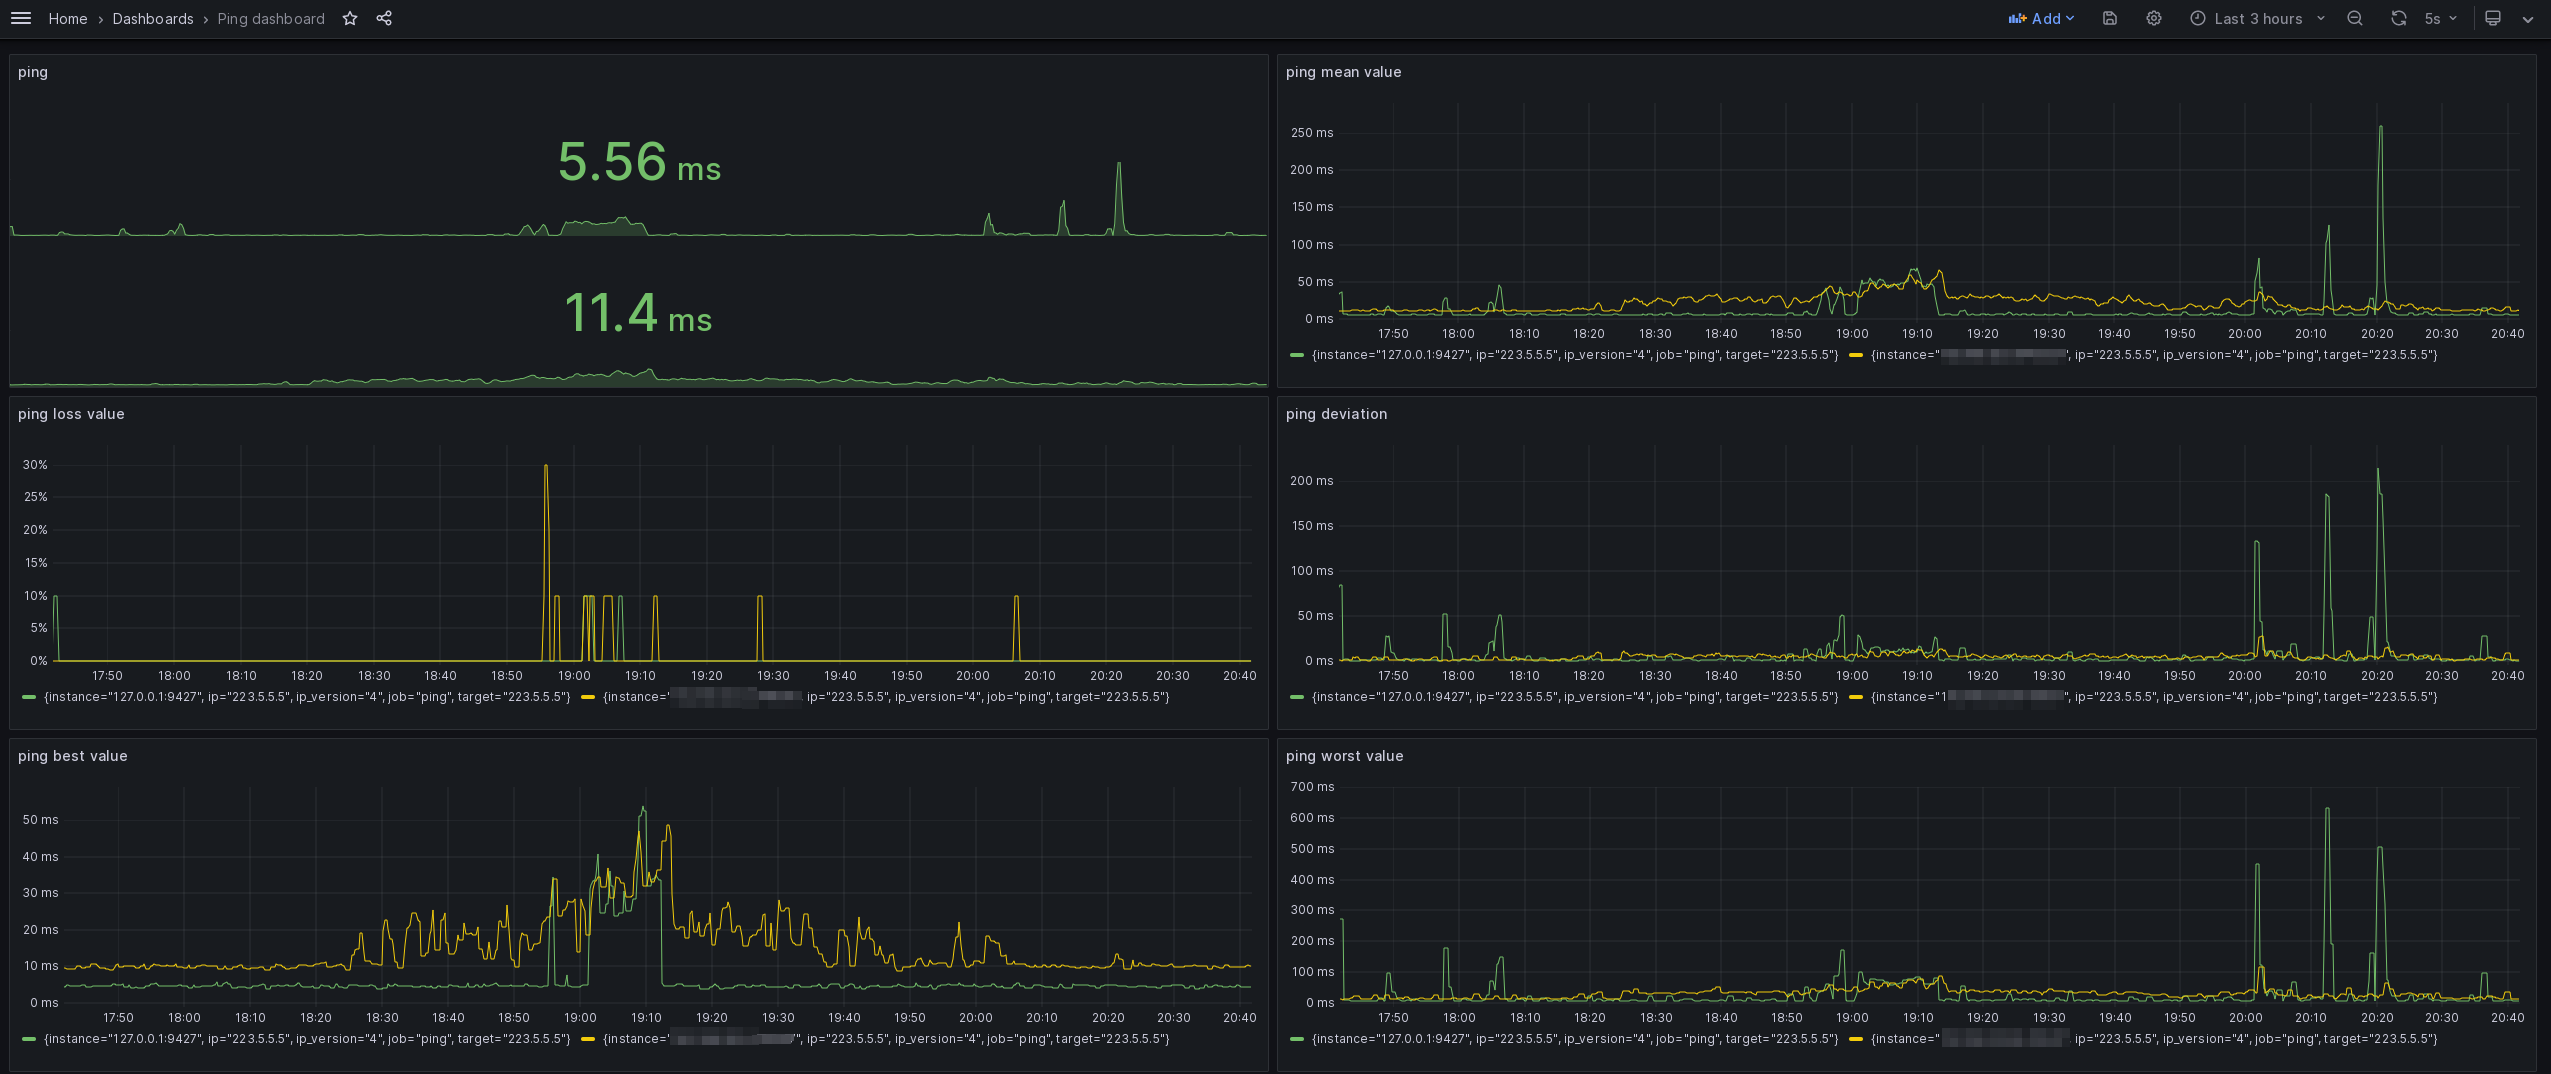 Home › Dashboards › Ping dashboard Add Last 3 hours 5s
ping
5.56 ms
11.4 ms
ping mean value
250 ms
200 ms
150 ms
100 ms
50 ms
0 ms
17:50 18:00 18:10 18:20 18:30 18:40 18:50 19:00 19:10 19:20 19:30 19:40 19:50 20:00 20:10 20:20 20:30 20:40
{instance="127.0.0.1:9427", ip="223.5.5.5", ip_version="4", job="ping", target="223.5.5.5"} {instance=" ", ip="223.5.5.5", ip_version="4", job="ping", target="223.5.5.5"}
ping loss value
30%
25%
20%
15%
10%
5%
0%
17:50 18:00 18:10 18:20 18:30 18:40 18:50 19:00 19:10 19:20 19:30 19:40 19:50 20:00 20:10 20:20 20:30 20:40
{instance="127.0.0.1:9427", ip="223.5.5.5", ip_version="4", job="ping", target="223.5.5.5"} {instance=" ip="223.5.5.5", ip_version="4", job="ping", target="223.5.5.5"}
ping deviation
200 ms
150 ms
100 ms
50 ms
0 ms
17:50 18:00 18:10 18:20 18:30 18:40 18:50 19:00 19:10 19:20 19:30 19:40 19:50 20:00 20:10 20:20 20:30 20:40
{instance="127.0.0.1:9427", ip="223.5.5.5", ip_version="4", job="ping", target="223.5.5.5"} {instance="1 ", ip="223.5.5.5", ip_version="4", job="ping", target="223.5.5.5"}
ping best value
50 ms
40 ms
30 ms
20 ms
10 ms
0 ms
17:50 18:00 18:10 18:20 18:30 18:40 18:50 19:00 19:10 19:20 19:30 19:40 19:50 20:00 20:10 20:20 20:30 20:40
{instance="127.0.0.1:9427", ip="223.5.5.5", ip_version="4", job="ping", target="223.5.5.5"} {instance=" ", ip="223.5.5.5", ip_version="4", job="ping", target="223.5.5.5"}
ping worst value
700 ms
600 ms
500 ms
400 ms
300 ms
200 ms
100 ms
0 ms
17:50 18:00 18:10 18:20 18:30 18:40 18:50 19:00 19:10 19:20 19:30 19:40 19:50 20:00 20:10 20:20 20:30 20:40
{instance="127.0.0.1:9427", ip="223.5.5.5", ip_version="4", job="ping", target="223.5.5.5"} {instance=" ip="223.5.5.5", ip_version="4", job="ping", target="223.5.5.5"}